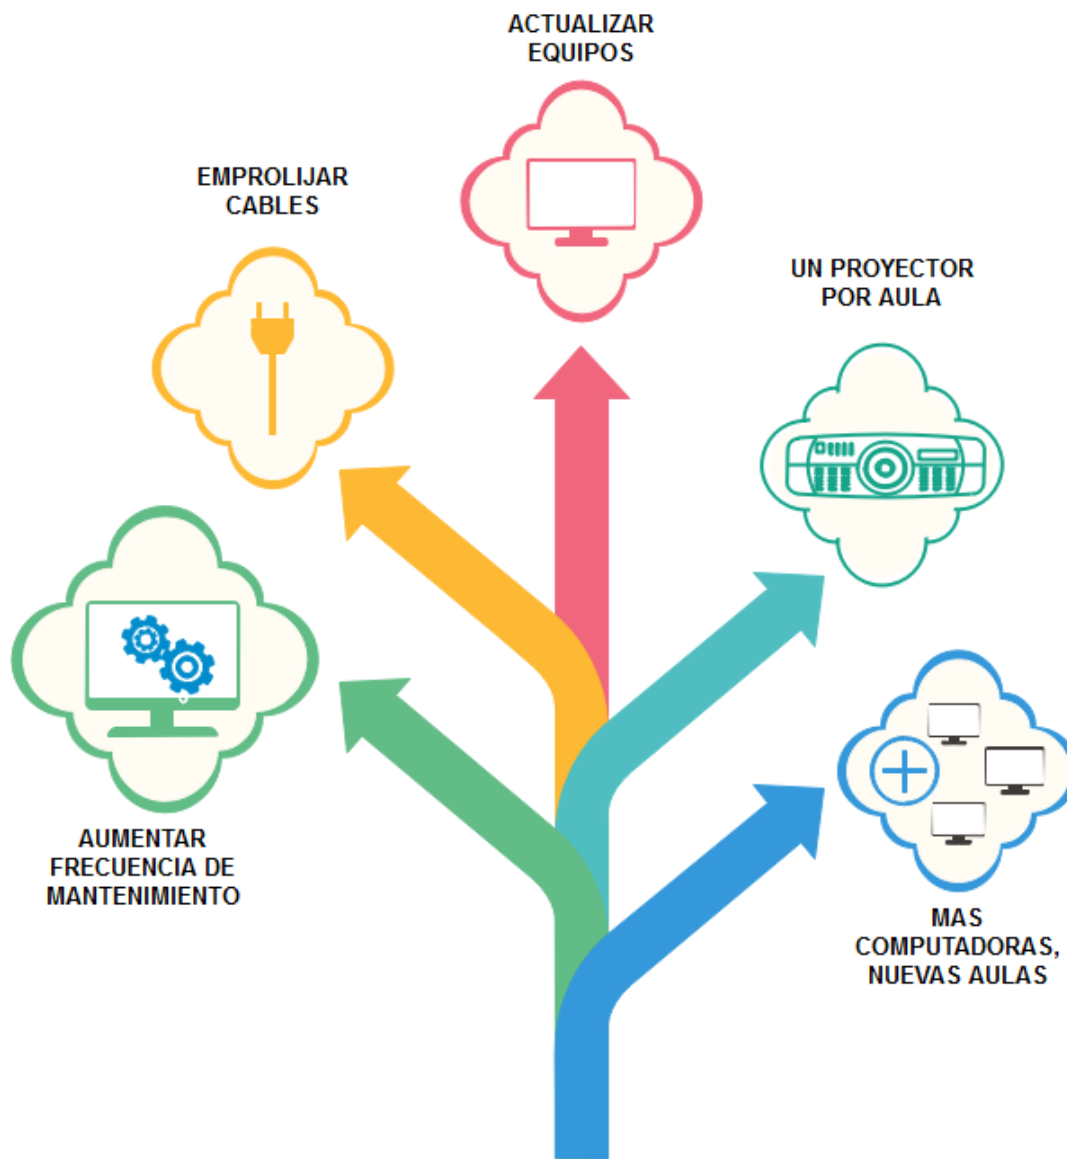 ACTUALIZAR
EQUIPOS
EMPROLIJAR
CABLES
UN PROYECTOR
POR AULA
AUMENTAR
FRECUENCIA DE
MANTENIMIENTO
MAS
COMPUTADORAS,
NUEVAS AULAS